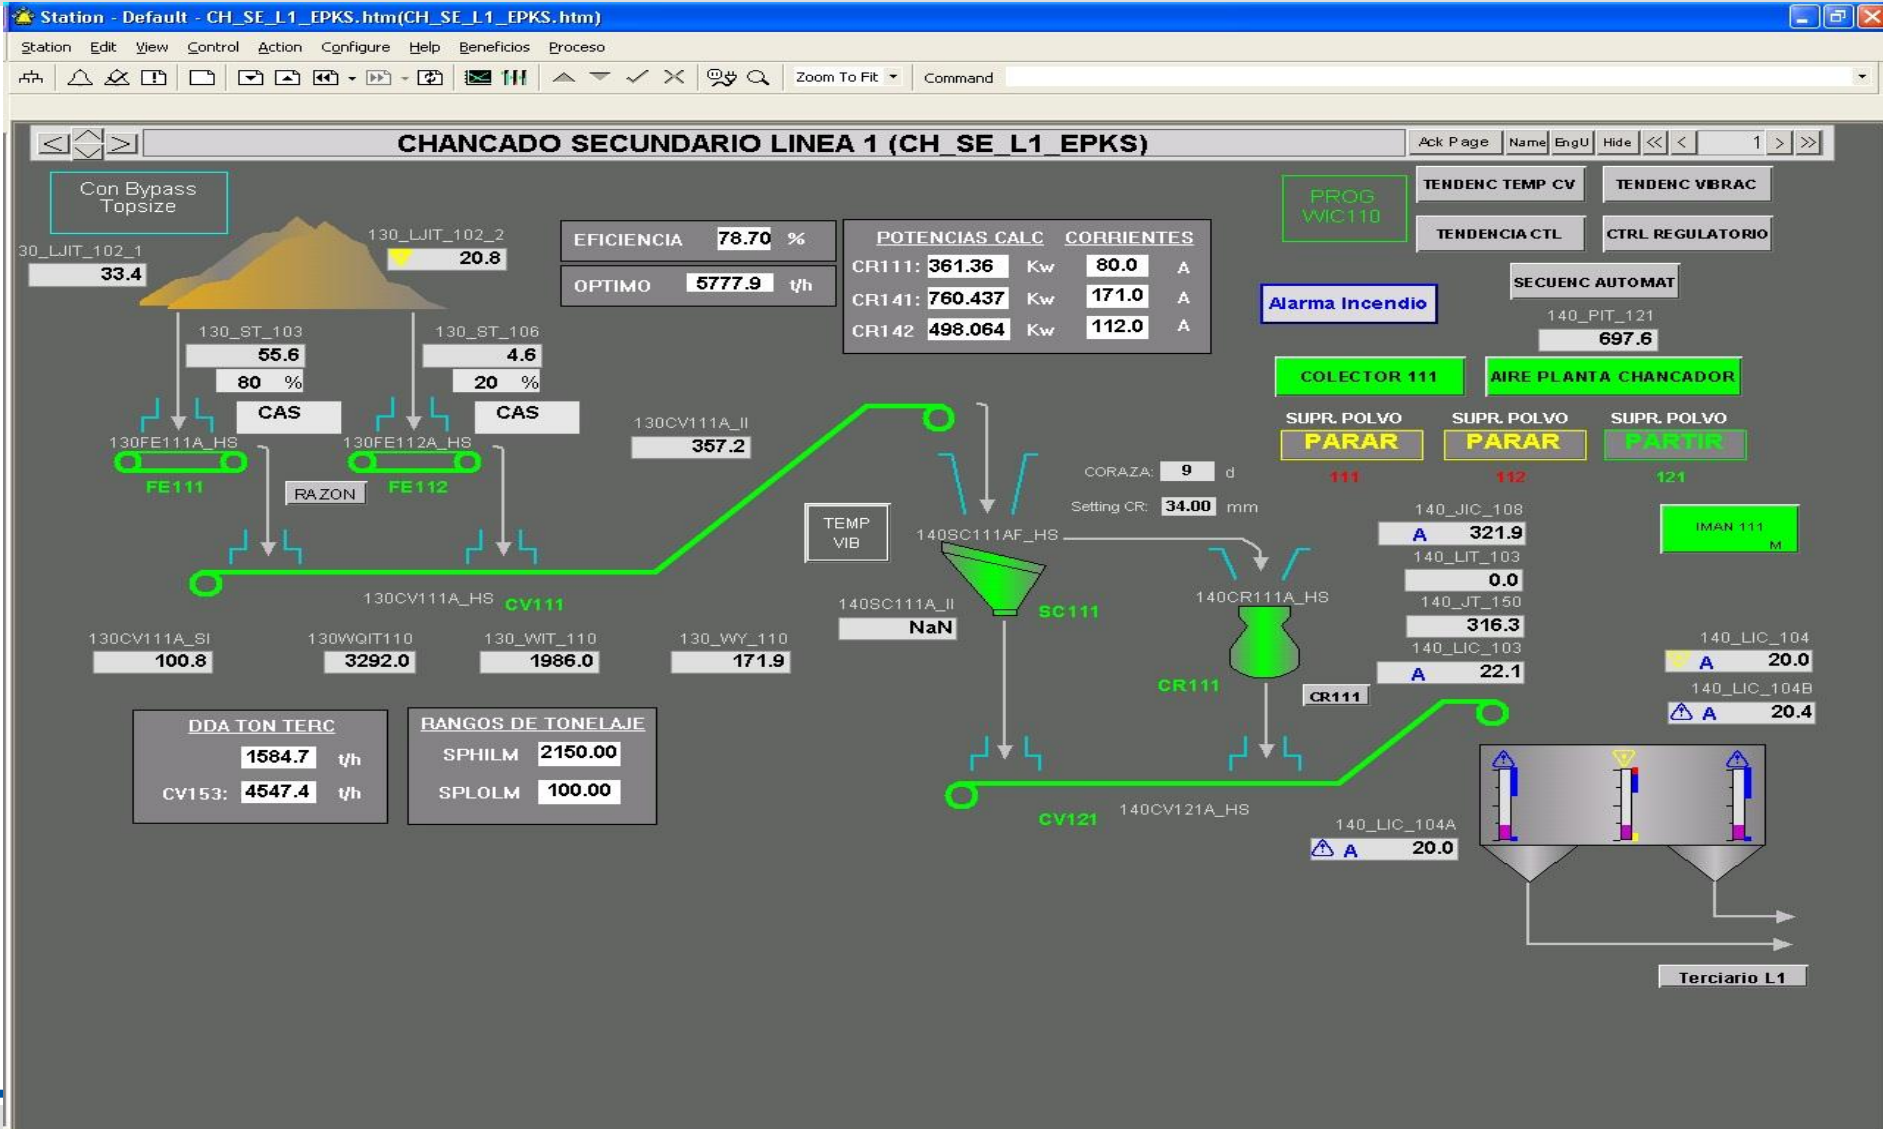 Station - Default - CH_SE_L1_EPKS.htm(CH_SE_L1_EPKS.htm)
Station Edit View Control Action Configure Help Beneficios Proceso
Zoom To Fit Command
CHANCADO SECUNDARIO LINEA 1 (CH_SE_L1_EPKS)
Ack Page Name EngU Hide << < 1 > >>
Con Bypass
Topsize
30_LJIT_102_1
33.4
130_LJIT_102_2
20.8
EFICIENCIA 78.70 %
OPTIMO 5777.9 t/h
POTENCIAS CALC CORRIENTES
CR111: 361.36 Kw 80.0 A
CR141: 760.437 Kw 171.0 A
CR142 498.064 Kw 112.0 A
PROG
WIC110
TENDENC TEMP CV
TENDENC VIBRAC
TENDENCIA CTL
CTRL REGULATORIO
SECUENC AUTOMAT
Alarma Incendio
140_PIT_121
697.6
130_ST_103
55.6
80 %
CAS
130_ST_106
4.6
20 %
CAS
COLECTOR 111
AIRE PLANTA CHANCADOR
SUPR. POLVO SUPR. POLVO SUPR. POLVO
PARAR PARAR PARTIR
111 112 121
130FE111A_HS
FE111
RAZON
130FE112A_HS
FE112
130CV111A_II
357.2
CORAZA: 9 d
Setting CR: 34.00 mm
TEMP
VIB
140SC111AF_HS
140_JIC_108
A 321.9
140_LIT_103
0.0
140_JT_150
316.3
140_LIC_103
A 22.1
IMAN 111
M
130CV111A_HS CV111
140SC111A_II
NaN
SC111
140CR111A_HS
CR111
CR111
130CV111A_SI
100.8
130WQIT110
3292.0
130_WIT_110
1986.0
130_WY_110
171.9
140_LIC_104
A 20.0
140_LIC_104B
A 20.4
DDA TON TERC
1584.7 t/h
CV153: 4547.4 t/h
RANGOS DE TONELAJE
SPHILM 2150.00
SPLOLM 100.00
CV121
140CV121A_HS
140_LIC_104A
A 20.0
Terciario L1